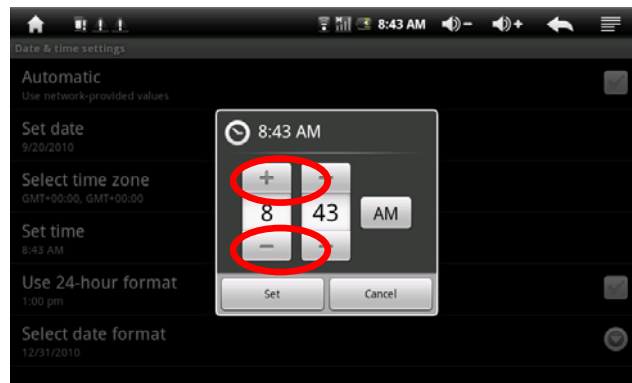 8:43 AM
Date & time settings
Automatic
Use network-provided values
Set date
9/20/2010
Select time zone
GMT+00:00, GMT+00:00
Set time
8:43 AM
Use 24-hour format
1:00 pm
Select date format
12/31/2010
8:43 AM
+ +
8 43 AM
− −
Set Cancel